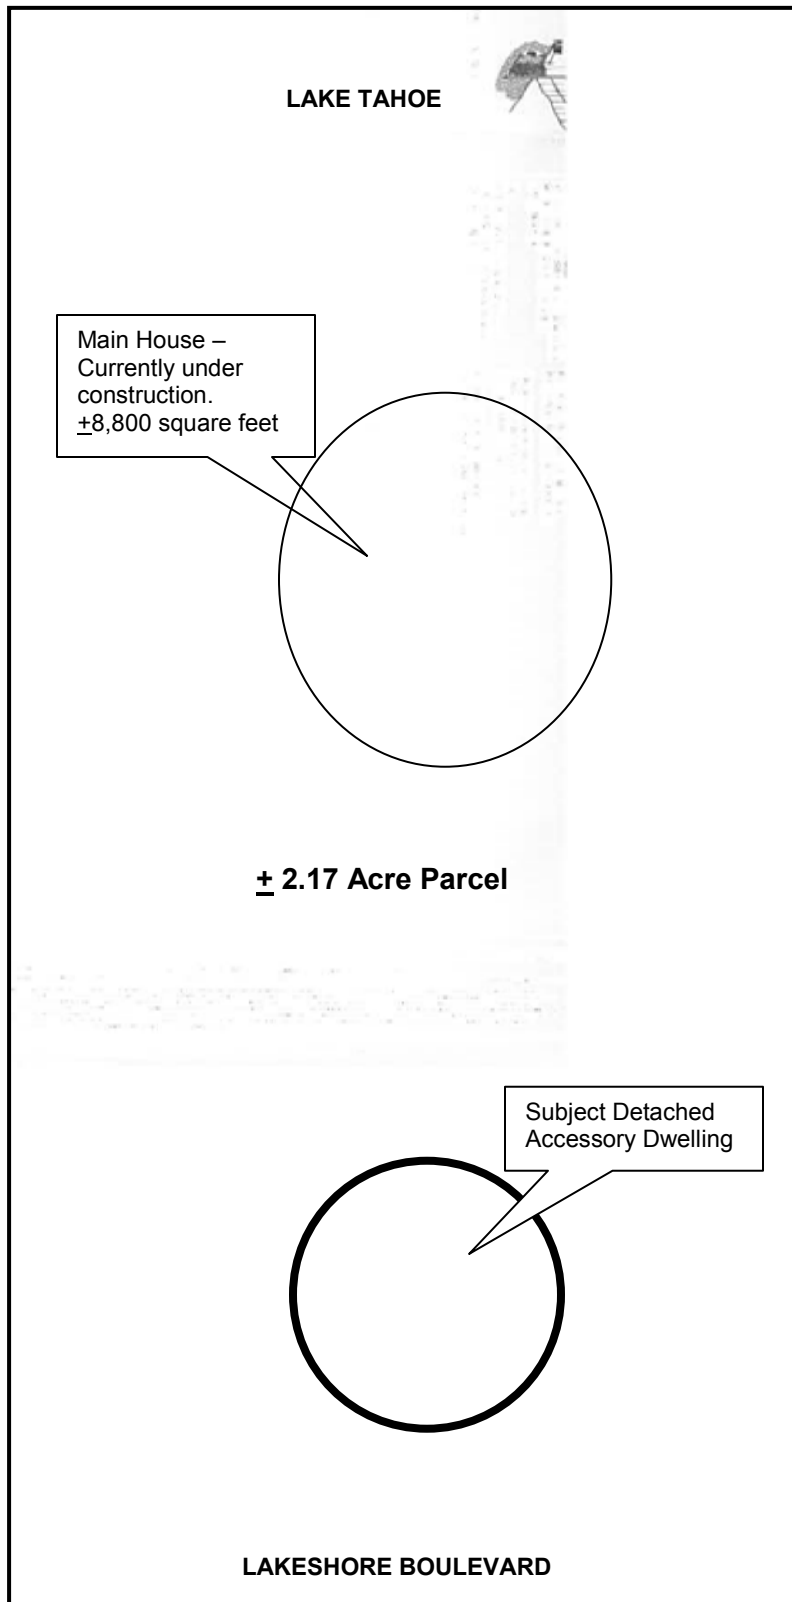 LAKE TAHOE
Main House –
Currently under
construction.
±8,800 square feet
± 2.17 Acre Parcel
Subject Detached
Accessory Dwelling
LAKESHORE BOULEVARD